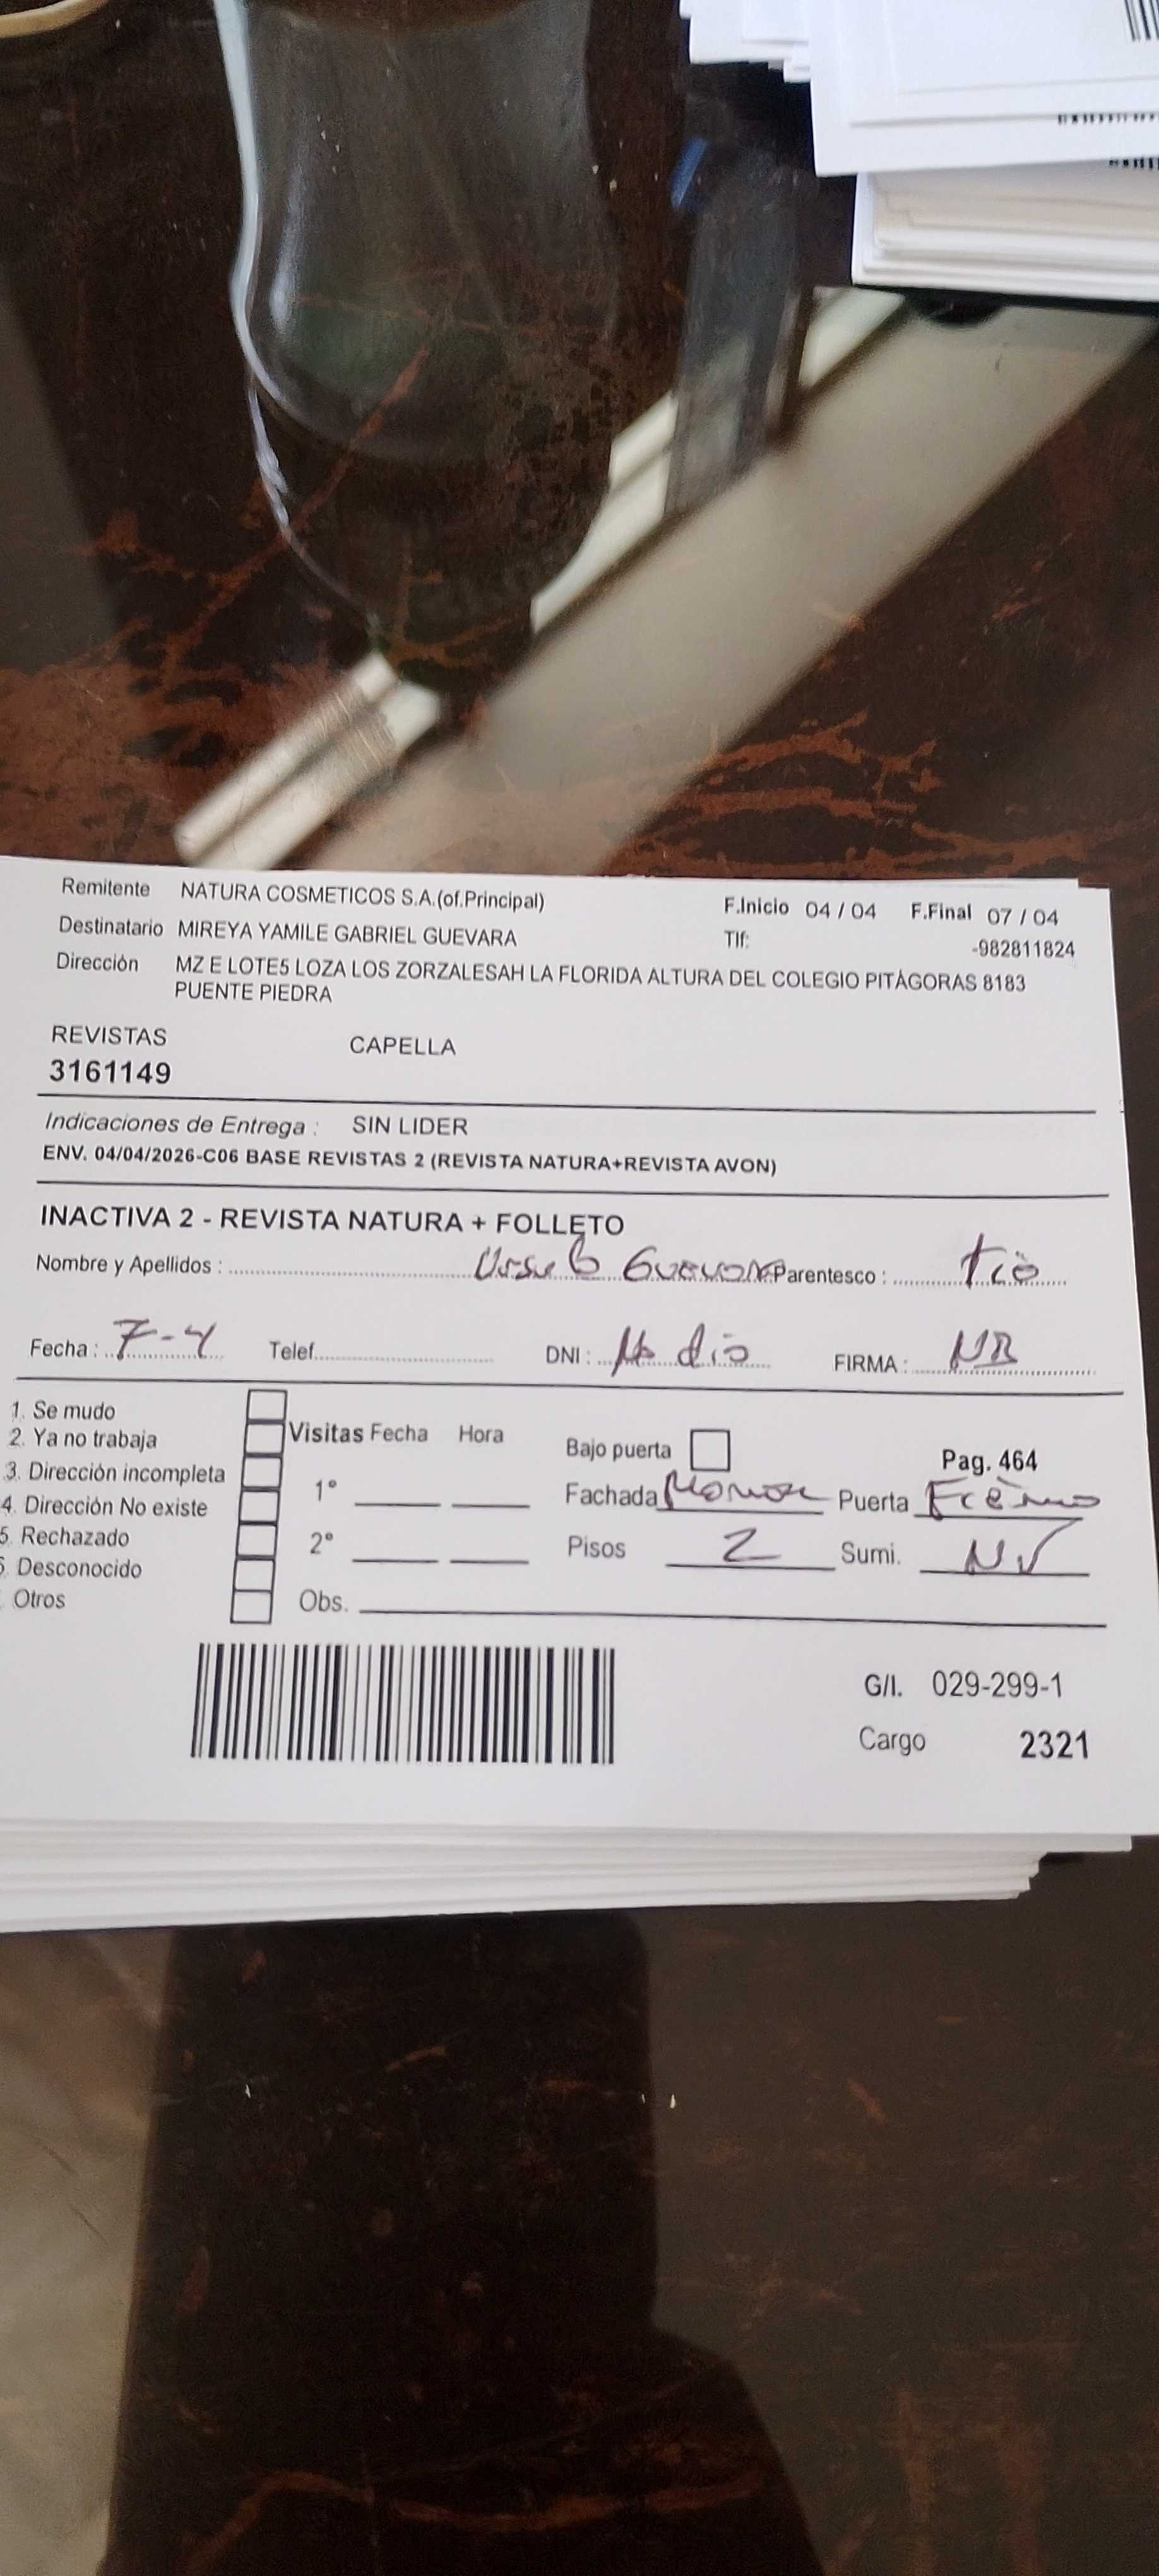 Remitente NATURA COSMETICOS S.A.(of.Principal) F.Inicio 04 / 04 F.Final 07 / 04
Destinatario MIREYA YAMILE GABRIEL GUEVARA Tlf: -982811824
Dirección MZ E LOTE5 LOZA LOS ZORZALESAH LA FLORIDA ALTURA DEL COLEGIO PITÁGORAS 8183
PUENTE PIEDRA
REVISTAS CAPELLA
3161149
Indicaciones de Entrega : SIN LIDER
ENV. 04/04/2026-C06 BASE REVISTAS 2 (REVISTA NATURA+REVISTA AVON)
INACTIVA 2 - REVISTA NATURA + FOLLETO
Nombre y Apellidos : Guevara Parentesco :
Fecha : 7-4 Telef. DNI : No dio FIRMA :
1. Se mudo
2. Ya no trabaja Visitas Fecha Hora Bajo puerta Pag. 464
3. Dirección incompleta 1° Fachada Puerta
4. Dirección No existe
5. Rechazado 2° Pisos 2 Sumi.
Desconocido
Otros Obs.
G/I. 029-299-1
Cargo 2321